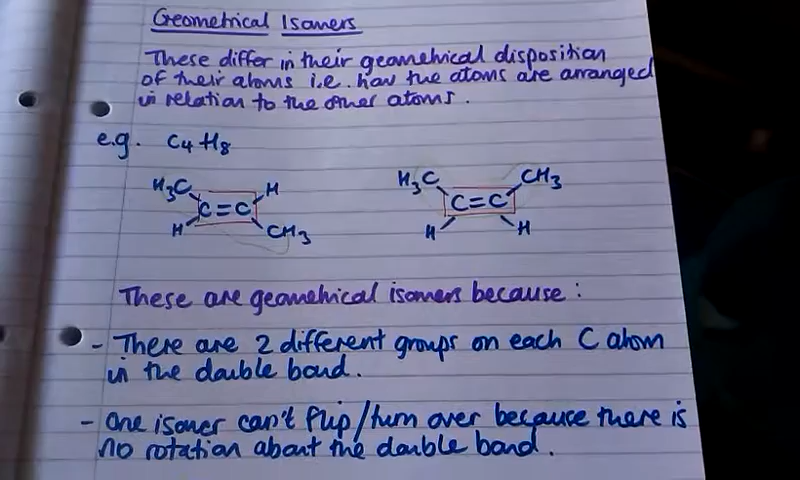 Geometrical Isomers
These differ in their geometrical disposition
of their atoms i.e. how the atoms are arranged
in relation to the other atoms.
e.g. C4H8
H3C H H3C CH3
C=C C=C
H CH3 H H
These are geometrical isomers because:
- There are 2 different groups on each C atom
in the double bond.
- One isomer can't flip/turn over because there is
no rotation about the double bond.